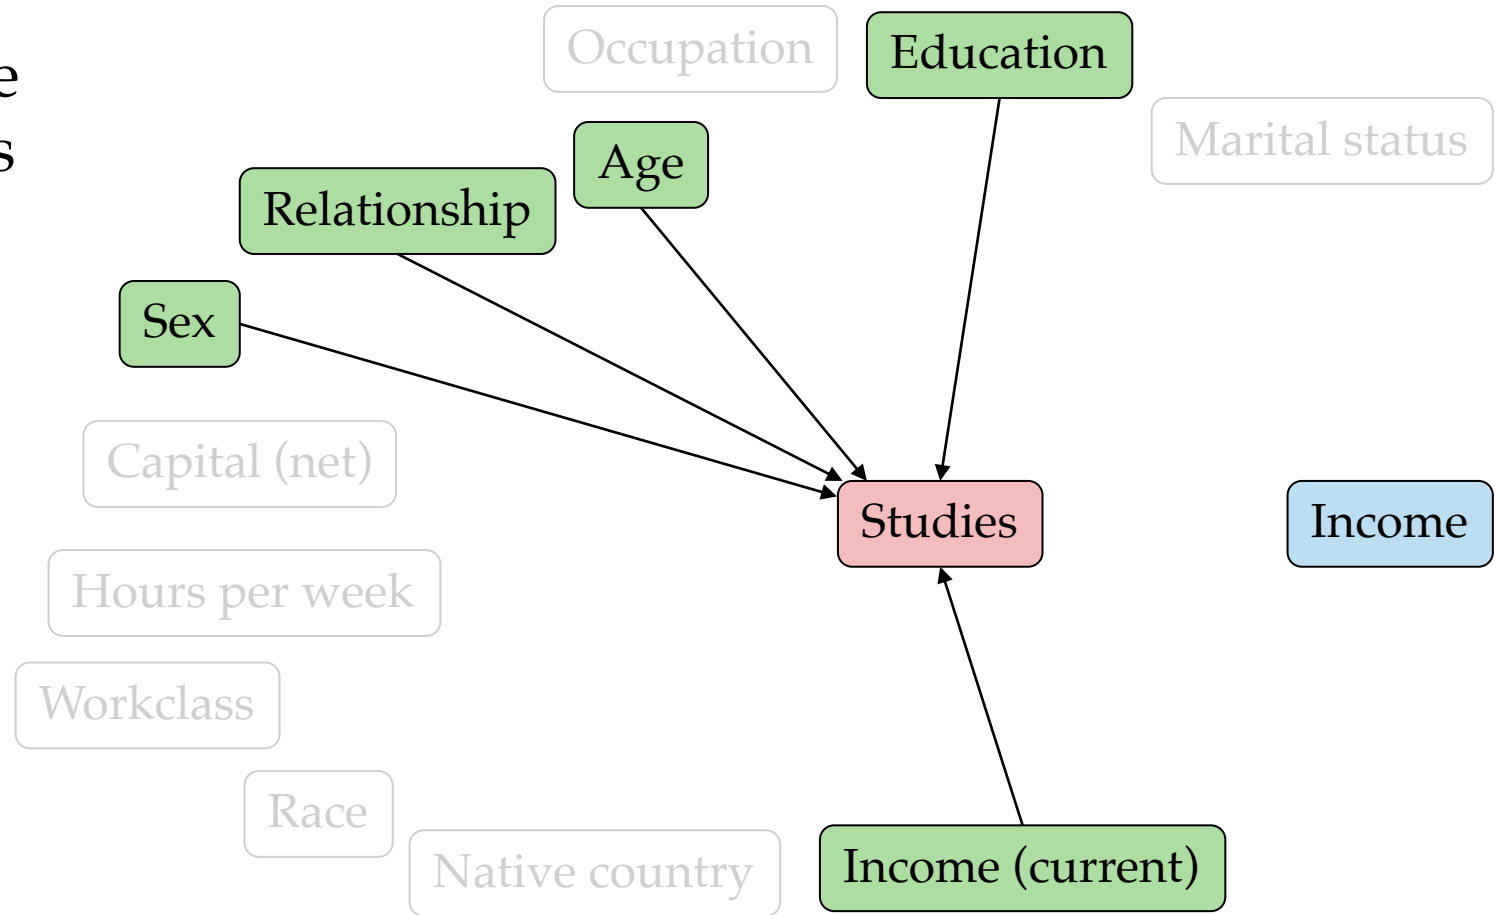 Occupation
Education
e
Marital status
s
Age
Relationship
Sex
Capital (net)
Studies
Income
Hours per week
Workclass
Race
Native country
Income (current)